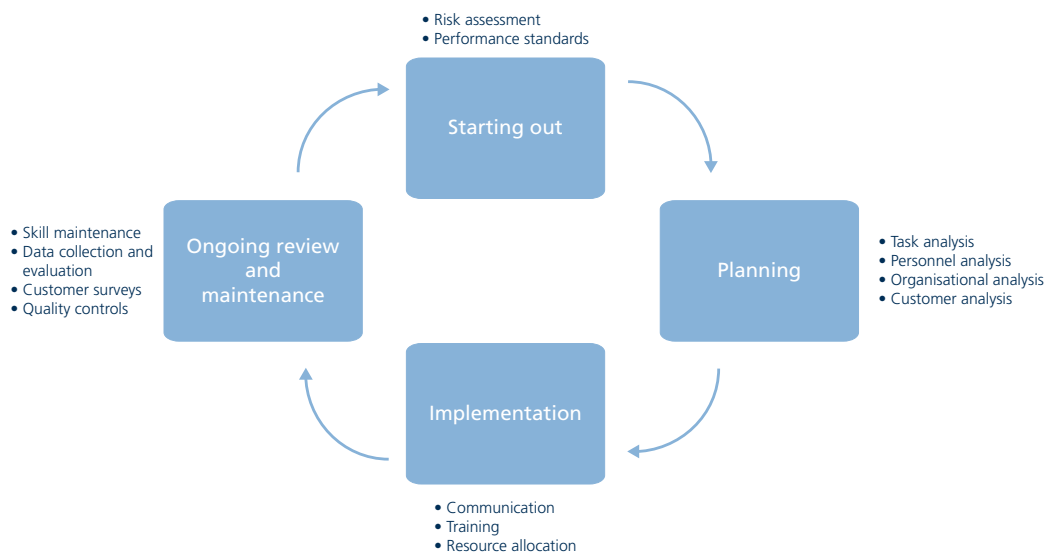 • Risk assessment
• Performance standards
Starting out
Planning
• Task analysis
• Personnel analysis
• Organisational analysis
• Customer analysis
Implementation
• Communication
• Training
• Resource allocation
Ongoing review
and
maintenance
• Skill maintenance
• Data collection and
evaluation
• Customer surveys
• Quality controls